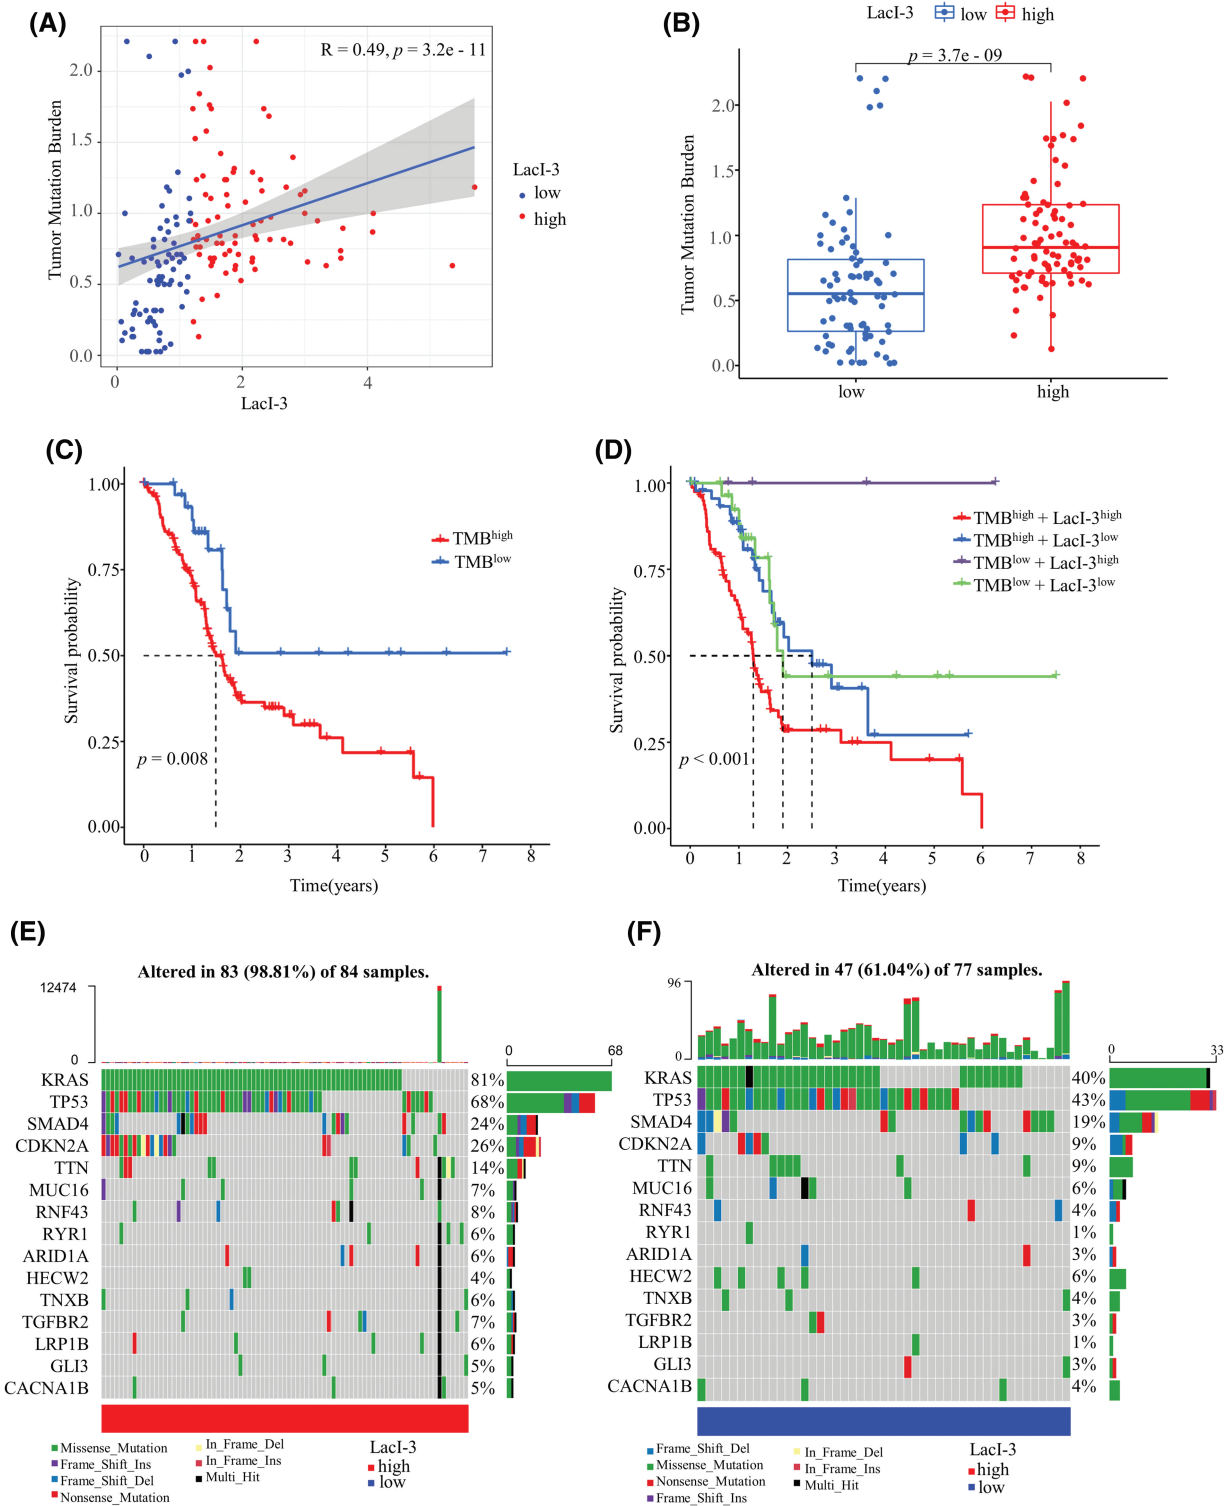 (A)
R = 0.49, p = 3.2e - 11
Tumor Mutation Burden
2.0
1.5
1.0
0.5
0.0
0
2
4
LacI-3
LacI-3
low
high
(B)
LacI-3
low
high
p = 3.7e - 09
Tumor Mutation Burden
2.0
1.5
1.0
0.5
0.0
low
high
(C)
1.00
0.75
0.50
0.25
0.00
Survival probability
TMBhigh
TMBlow
p = 0.008
0 1 2 3 4 5 6 7 8
Time(years)
(D)
1.00
0.75
0.50
0.25
0.00
Survival probability
TMBhigh + LacI-3high
TMBhigh + LacI-3low
TMBlow + LacI-3high
TMBlow + LacI-3low
p < 0.001
0 1 2 3 4 5 6 7 8
Time(years)
(E)
Altered in 83 (98.81%) of 84 samples.
12474
0
0 68
KRAS 81%
TP53 68%
SMAD4 24%
CDKN2A 26%
TTN 14%
MUC16 7%
RNF43 8%
RYR1 6%
ARID1A 6%
HECW2 4%
TNXB 6%
TGFBR2 7%
LRP1B 6%
GLI3 5%
CACNA1B 5%
Missense_Mutation
Frame_Shift_Ins
Frame_Shift_Del
Nonsense_Mutation
In_Frame_Del
In_Frame_Ins
Multi_Hit
LacI-3
high
low
(F)
Altered in 47 (61.04%) of 77 samples.
96
0
0 33
KRAS 40%
TP53 43%
SMAD4 19%
CDKN2A 9%
TTN 9%
MUC16 6%
RNF43 4%
RYR1 1%
ARID1A 3%
HECW2 6%
TNXB 4%
TGFBR2 3%
LRP1B 1%
GLI3 3%
CACNA1B 4%
Frame_Shift_Del
Missense_Mutation
Nonsense_Mutation
Frame_Shift_Ins
In_Frame_Del
In_Frame_Ins
Multi_Hit
LacI-3
high
low